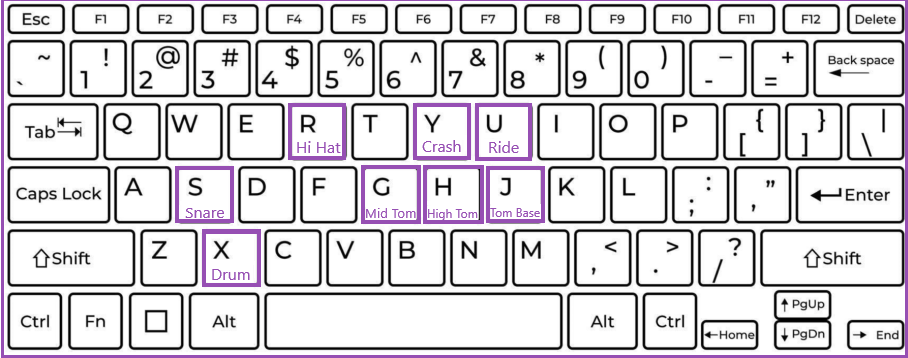 Esc F1 F2 F3 F4 F5 F6 F7 F8 F9 F10 F11 F12 Delete
~ ! @ # $ % ^ & * ( ) _ + Back space
` 1 2 3 4 5 6 7 8 9 0 - =
Tab Q W E R T Y U I O P { } |
Hi Hat Crash Ride [ ] \
Caps Lock A S D F G H J K L : ” Enter
Snare Mid Tom High Tom Tom Base ; ,
Shift Z X C V B N M < > ? Shift
Drum , . /
Ctrl Fn Alt Alt Ctrl PgUp
Home PgDn End